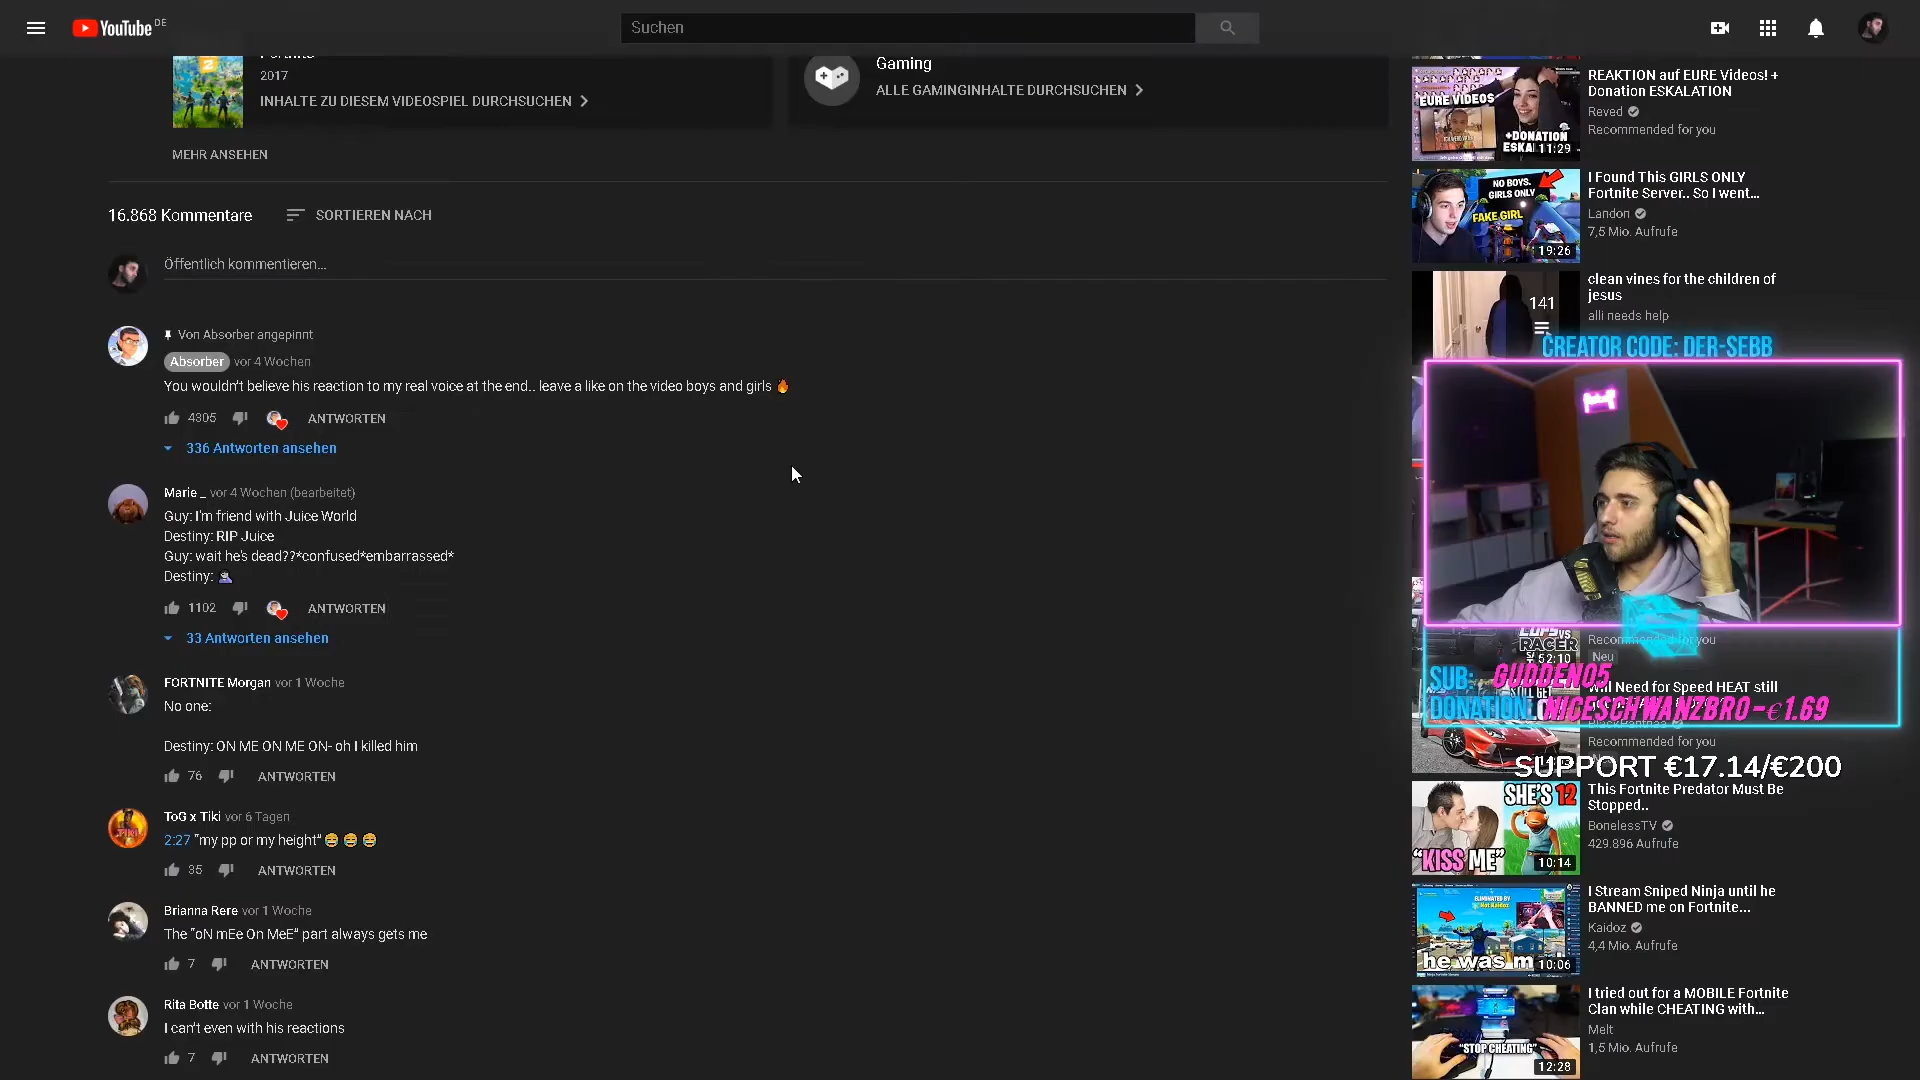 YouTube DE
Suchen
2017
INHALTE ZU DIESEM VIDEOSPIEL DURCHSUCHEN
Gaming
ALLE GAMINGINHALTE DURCHSUCHEN
MEHR ANSEHEN
16.868 Kommentare
SORTIEREN NACH
Öffentlich kommentieren...
Von Absorber angepinnt
Absorber vor 4 Wochen
You wouldn't believe his reaction to my real voice at the end.. leave a like on the video boys and girls 🔥
4305 ANTWORTEN
336 Antworten ansehen
Marie _ vor 4 Wochen (bearbeitet)
Guy: I'm friend with Juice World
Destiny: RIP Juice
Guy: wait he's dead??*confused*embarrassed*
Destiny:
1102 ANTWORTEN
33 Antworten ansehen
FORTNITE Morgan vor 1 Woche
No one:
Destiny: ON ME ON ME ON- oh I killed him
76 ANTWORTEN
ToG x Tiki vor 6 Tagen
2:27 "my pp or my height" 😂 😂 😂
35 ANTWORTEN
Brianna Rere vor 1 Woche
The "oN mEe On MeE" part always gets me
7 ANTWORTEN
Rita Botte vor 1 Woche
I can't even with his reactions
7 ANTWORTEN
EURE VIDEOS
+DONATION
ESKA
11:29
REAKTION auf EURE Videos! +
Donation ESKALATION
Reved
Recommended for you
NO BOYS.
GIRLS ONLY
FAKE GIRL
19:26
I Found This GIRLS ONLY
Fortnite Server.. So I went...
Landon
7,5 Mio. Aufrufe
141
clean vines for the children of
jesus
alli needs help
CREATOR CODE: DER-SEBB
COPS VS
RACER
52:10
Recommended for you
Neu
SUB: GUDDEN05
Will Need for Speed HEAT still
DONATION: NICESCHWANZBRO-€1.69
Recommended for you
SUPPORT €17.14/€200
SHE'S 12
"KISS ME"
10:14
This Fortnite Predator Must Be
Stopped..
BonelessTV
429.896 Aufrufe
ELIMINATED BY
Not Kaidoz
he was m
10:06
I Stream Sniped Ninja until he
BANNED me on Fortnite...
Kaidoz
4,4 Mio. Aufrufe
"STOP CHEATING"
12:28
I tried out for a MOBILE Fortnite
Clan while CHEATING with...
Melt
1,5 Mio. Aufrufe